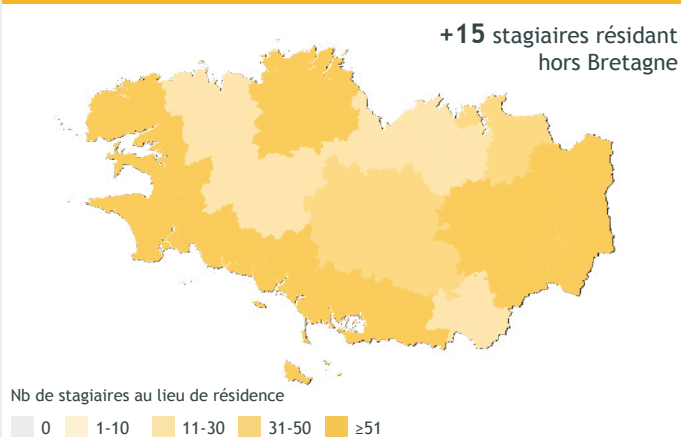 +15 stagiaires résidant
hors Bretagne
Nb de stagiaires au lieu de résidence
0 1-10 11-30 31-50 ≥51